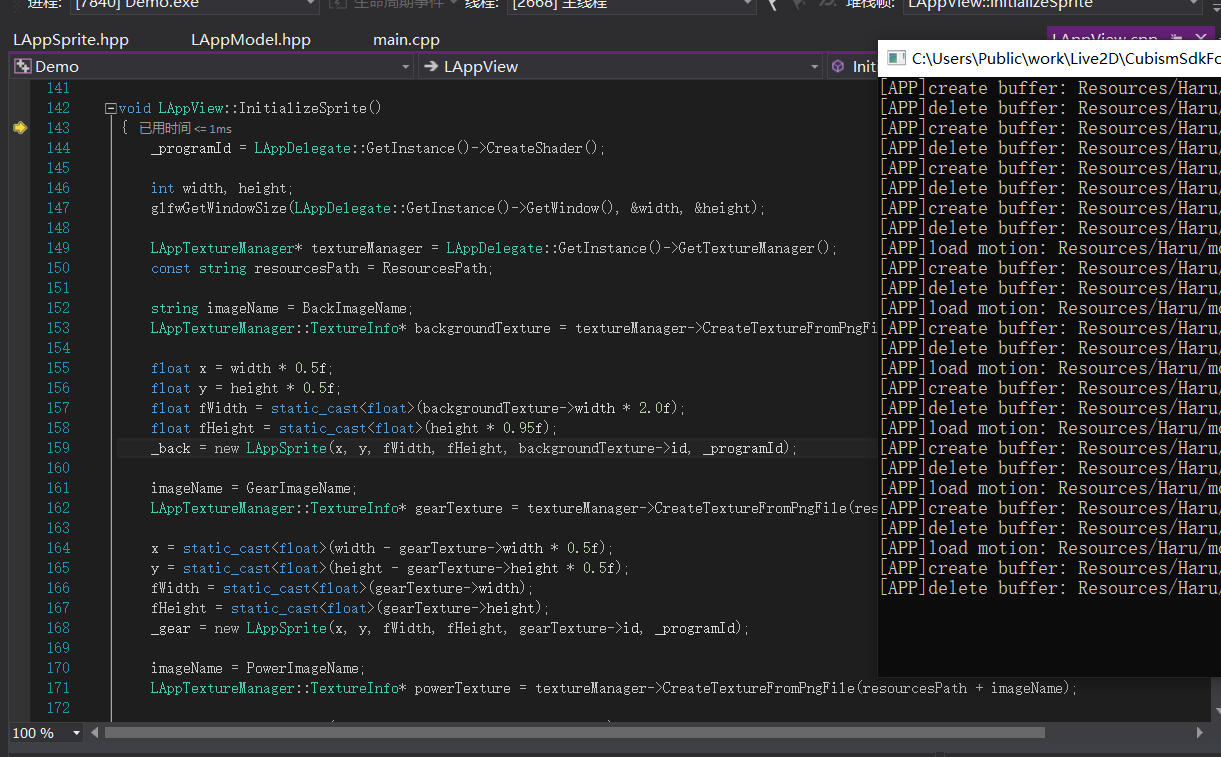 进程: [7840] Demo.exe 生命周期事件 线程: [2668] 主线程 堆栈帧: LAppView::InitializeSprite
LAppSprite.hpp LAppModel.hpp main.cpp LAppView.cpp
Demo LAppView Initi
C:\Users\Public\work\Live2D\CubismSdkFo
141
142 void LAppView::InitializeSprite()
143 { 已用时间 <= 1ms
144 _programId = LAppDelegate::GetInstance()->CreateShader();
145
146 int width, height;
147 glfwGetWindowSize(LAppDelegate::GetInstance()->GetWindow(), &width, &height);
148
149 LAppTextureManager* textureManager = LAppDelegate::GetInstance()->GetTextureManager();
150 const string resourcesPath = ResourcesPath;
151
152 string imageName = BackImageName;
153 LAppTextureManager::TextureInfo* backgroundTexture = textureManager->CreateTextureFromPngFi
154
155 float x = width * 0.5f;
156 float y = height * 0.5f;
157 float fWidth = static_cast<float>(backgroundTexture->width * 2.0f);
158 float fHeight = static_cast<float>(height * 0.95f);
159 _back = new LAppSprite(x, y, fWidth, fHeight, backgroundTexture->id, _programId);
160
161 imageName = GearImageName;
162 LAppTextureManager::TextureInfo* gearTexture = textureManager->CreateTextureFromPngFile(res
163
164 x = static_cast<float>(width - gearTexture->width * 0.5f);
165 y = static_cast<float>(height - gearTexture->height * 0.5f);
166 fWidth = static_cast<float>(gearTexture->width);
167 fHeight = static_cast<float>(gearTexture->height);
168 _gear = new LAppSprite(x, y, fWidth, fHeight, gearTexture->id, _programId);
169
170 imageName = PowerImageName;
171 LAppTextureManager::TextureInfo* powerTexture = textureManager->CreateTextureFromPngFile(resourcesPath + imageName);
172
100 %
[APP]create buffer: Resources/Haru/
[APP]delete buffer: Resources/Haru/
[APP]create buffer: Resources/Haru/
[APP]delete buffer: Resources/Haru/
[APP]create buffer: Resources/Haru/
[APP]delete buffer: Resources/Haru/
[APP]create buffer: Resources/Haru/
[APP]delete buffer: Resources/Haru/
[APP]load motion: Resources/Haru/mo
[APP]create buffer: Resources/Haru/
[APP]delete buffer: Resources/Haru/
[APP]load motion: Resources/Haru/mo
[APP]create buffer: Resources/Haru/
[APP]delete buffer: Resources/Haru/
[APP]load motion: Resources/Haru/mo
[APP]create buffer: Resources/Haru/
[APP]delete buffer: Resources/Haru/
[APP]load motion: Resources/Haru/mo
[APP]create buffer: Resources/Haru/
[APP]delete buffer: Resources/Haru/
[APP]load motion: Resources/Haru/mo
[APP]create buffer: Resources/Haru/
[APP]delete buffer: Resources/Haru/
[APP]load motion: Resources/Haru/mo
[APP]create buffer: Resources/Haru/
[APP]delete buffer: Resources/Haru/